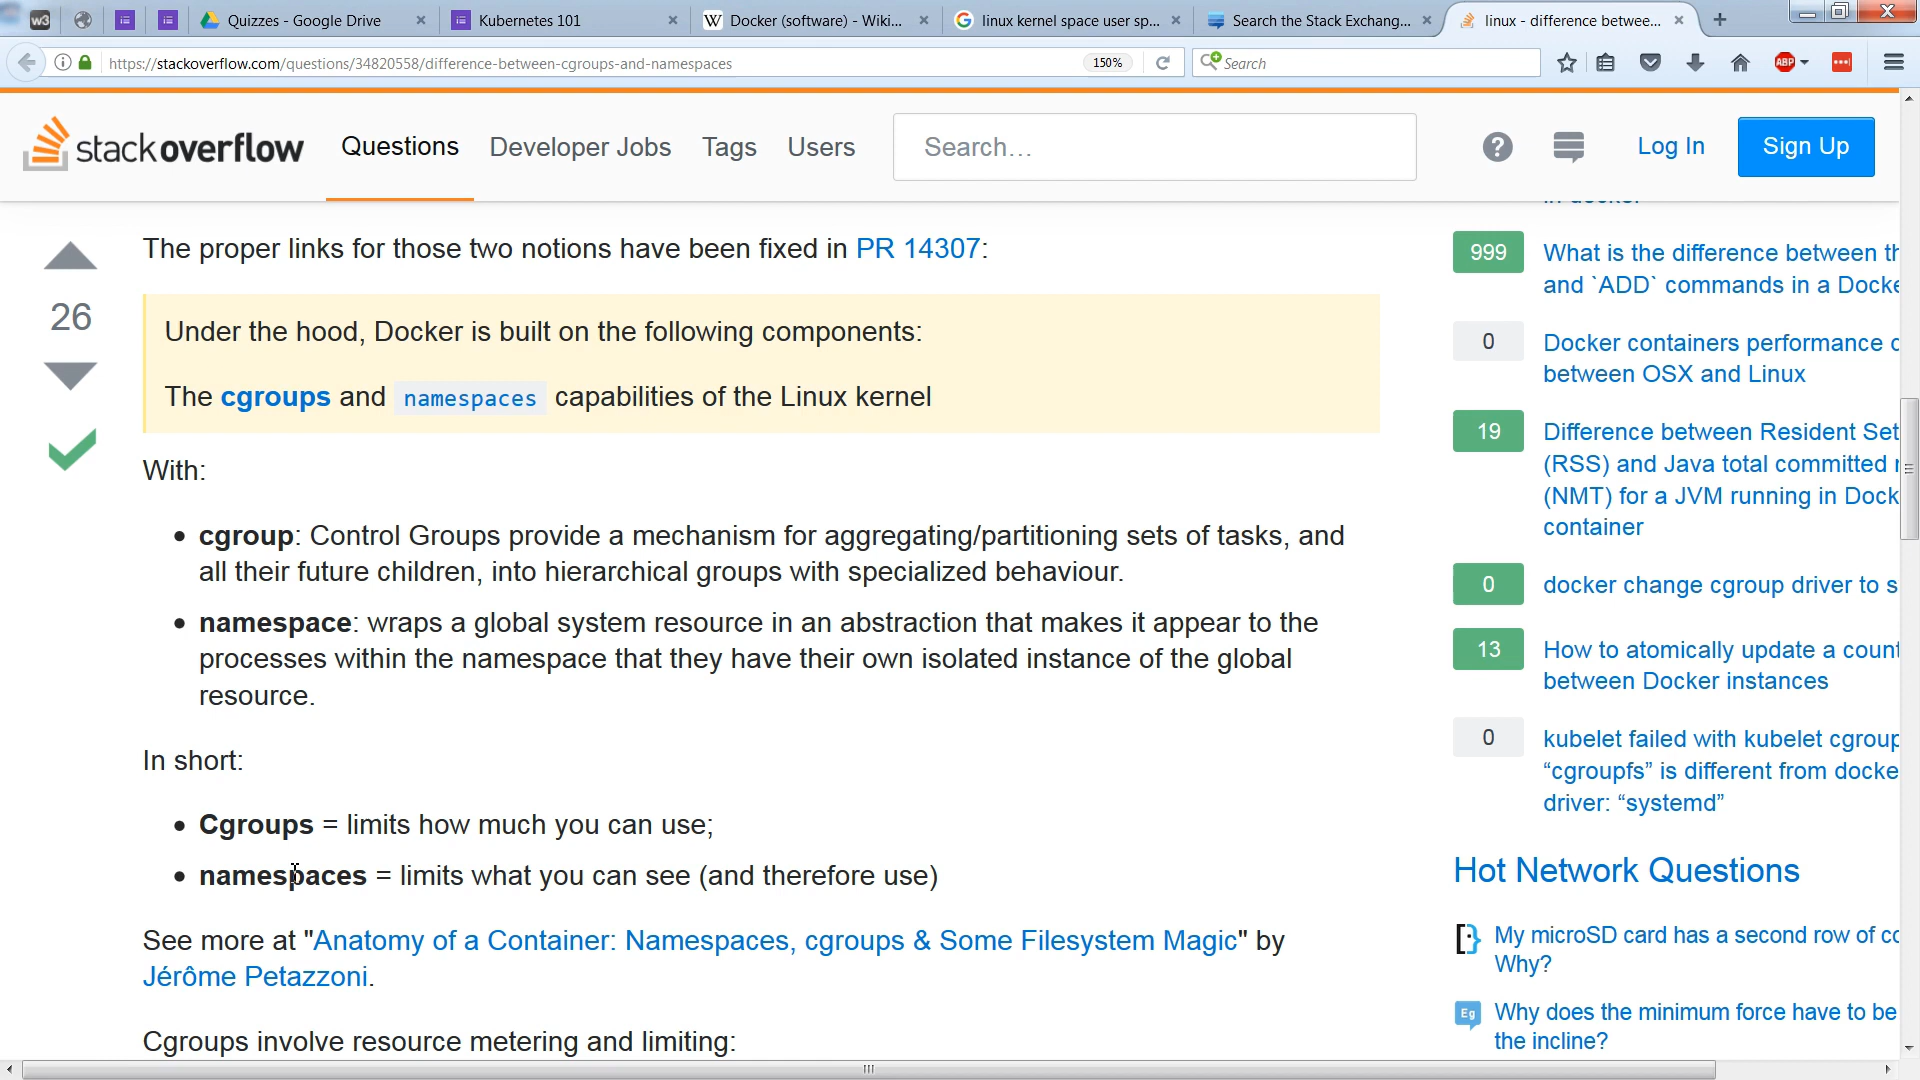 w3
Quizzes - Google Drive
Kubernetes 101
Docker (software) - Wiki...
linux kernel space user sp...
Search the Stack Exchang...
linux - difference betwee...
https://stackoverflow.com/questions/34820558/difference-between-cgroups-and-namespaces
150%
Search
ABP
stackoverflow
Questions
Developer Jobs
Tags
Users
Search...
Log In
Sign Up
The proper links for those two notions have been fixed in PR 14307:
26
Under the hood, Docker is built on the following components:
The cgroups and namespaces capabilities of the Linux kernel
With:
• cgroup: Control Groups provide a mechanism for aggregating/partitioning sets of tasks, and
all their future children, into hierarchical groups with specialized behaviour.
• namespace: wraps a global system resource in an abstraction that makes it appear to the
processes within the namespace that they have their own isolated instance of the global
resource.
In short:
• Cgroups = limits how much you can use;
• namespaces = limits what you can see (and therefore use)
See more at "Anatomy of a Container: Namespaces, cgroups & Some Filesystem Magic" by
Jérôme Petazzoni.
Cgroups involve resource metering and limiting:
in docker
999
What is the difference between th
and `ADD` commands in a Docke
0
Docker containers performance
between OSX and Linux
19
Difference between Resident Set
(RSS) and Java total committed
(NMT) for a JVM running in Dock
container
0
docker change cgroup driver to s
13
How to atomically update a count
between Docker instances
0
kubelet failed with kubelet cgroup
“cgroupfs” is different from docke
driver: “systemd”
Hot Network Questions
My microSD card has a second row of co
Why?
Eg
Why does the minimum force have to be
the incline?